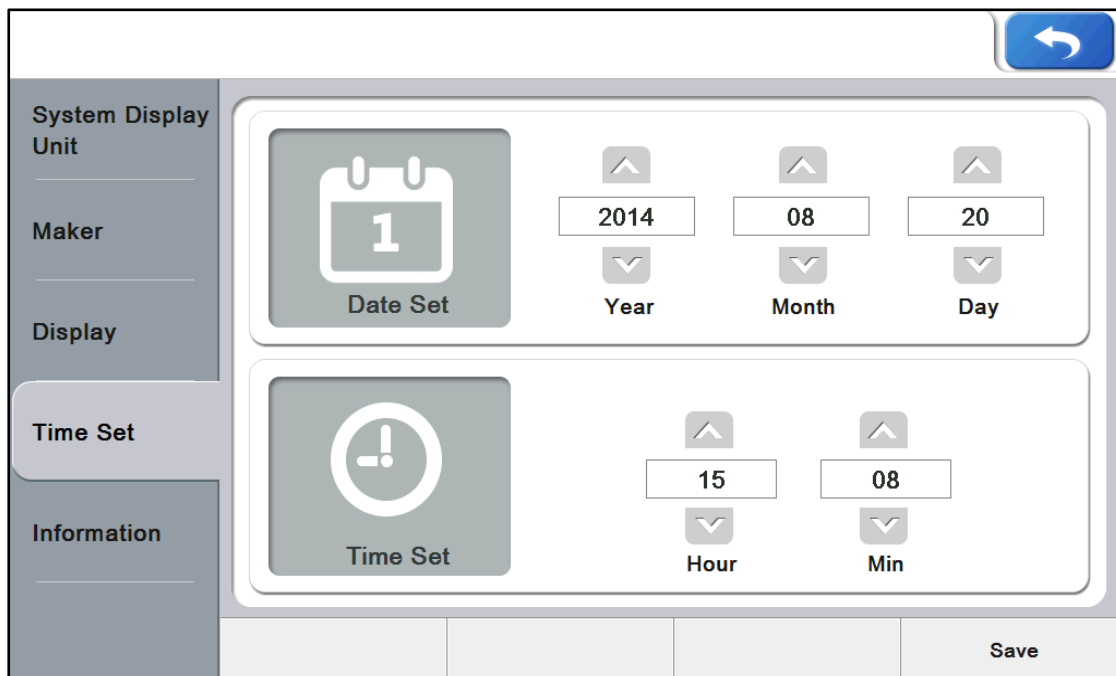 System Display
Unit
Maker
Display
Time Set
Information
1
Date Set
2014
08
20
Year
Month
Day
Time Set
15
08
Hour
Min
Save